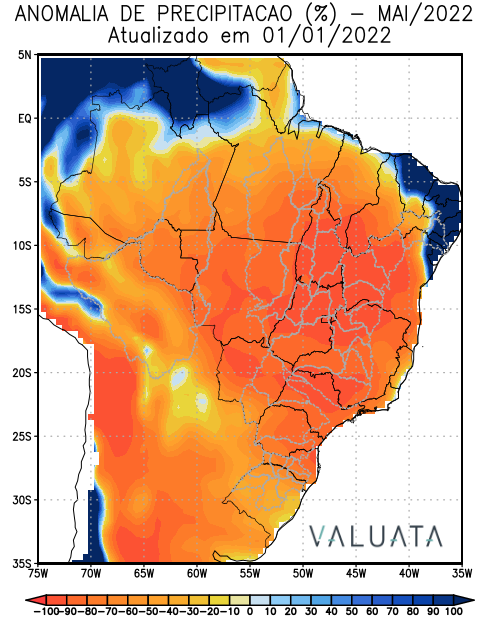 ANOMALIA DE PRECIPITACAO (%) – MAI/2022
Atualizado em 01/01/2022
5N
EQ
5S
10S
15S
20S
25S
30S
35S
VALUATA
75W 70W 65W 60W 55W 50W 45W 40W 35W
−100−90 −80 −70 −60 −50 −40 −30 −20 −10 0 10 20 30 40 50 60 70 80 90 100